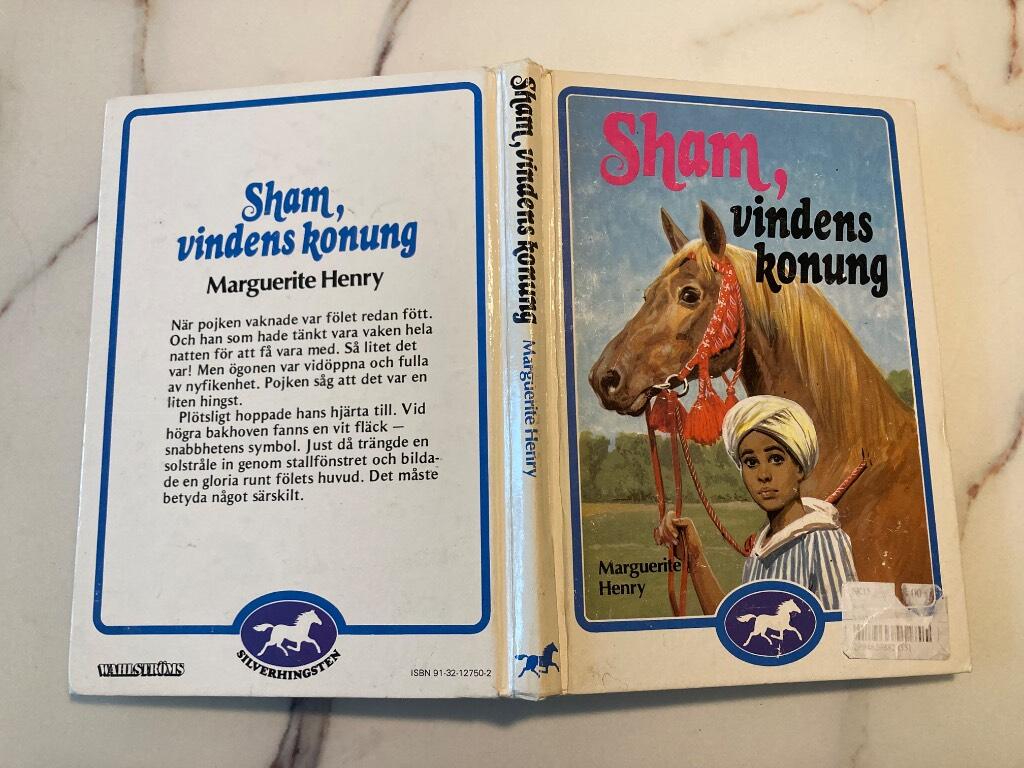 Sham,
vindens konung
Marguerite Henry
När pojken vaknade var fölet redan fött.
Och han som hade tänkt vara vaken hela
natten för att få vara med. Så litet det
var! Men ögonen var vidöppna och fulla
av nyfikenhet. Pojken såg att det var en
liten hingst.
Plötsligt hoppade hans hjärta till. Vid
högra bakhoven fanns en vit fläck —
snabbhetens symbol. Just då trängde en
solstråle in genom stallfönstret och bilda-
de en gloria runt fölets huvud. Det måste
betyda något särskilt.
WAHLSTRÖMS
SILVERHINGSTEN
ISBN 91-32-12750-2
Sham, vindens konung Marguerite Henry
Sham,
vindens
konung
Marguerite
Henry